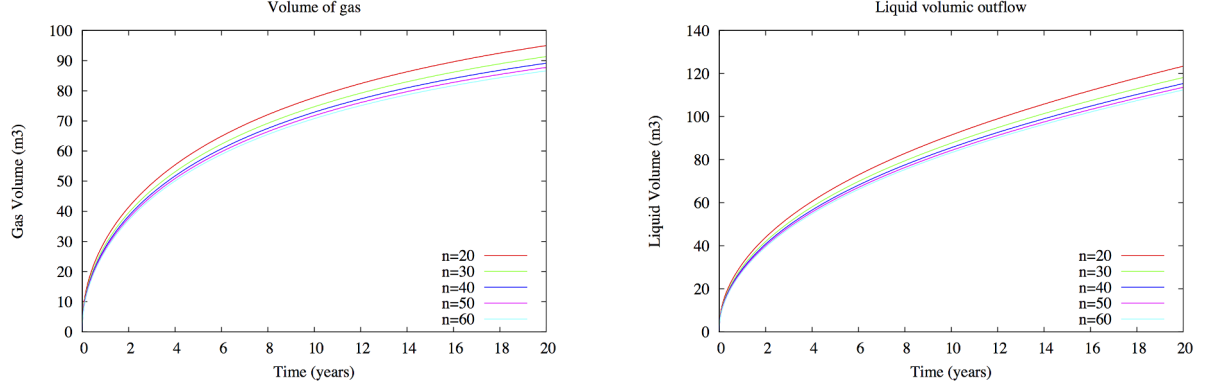 Volume of gas
100
90
80
70
60
50
40
30
20
10
0
Gas Volume (m3)
n=20
n=30
n=40
n=50
n=60
0 2 4 6 8 10 12 14 16 18 20
Time (years)
Liquid volumic outflow
140
120
100
80
60
40
20
0
Liquid Volume (m3)
n=20
n=30
n=40
n=50
n=60
0 2 4 6 8 10 12 14 16 18 20
Time (years)